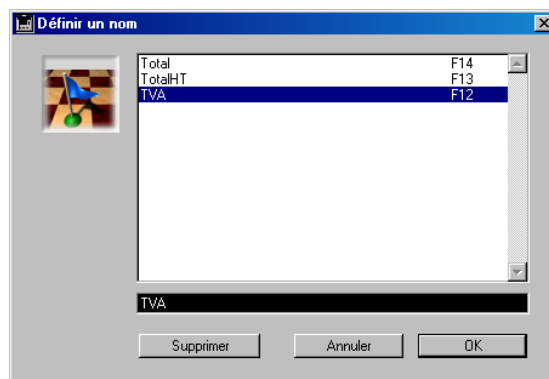 Définir un nom
Total F14
TotalHT F13
TVA F12
TVA
Supprimer Annuler OK